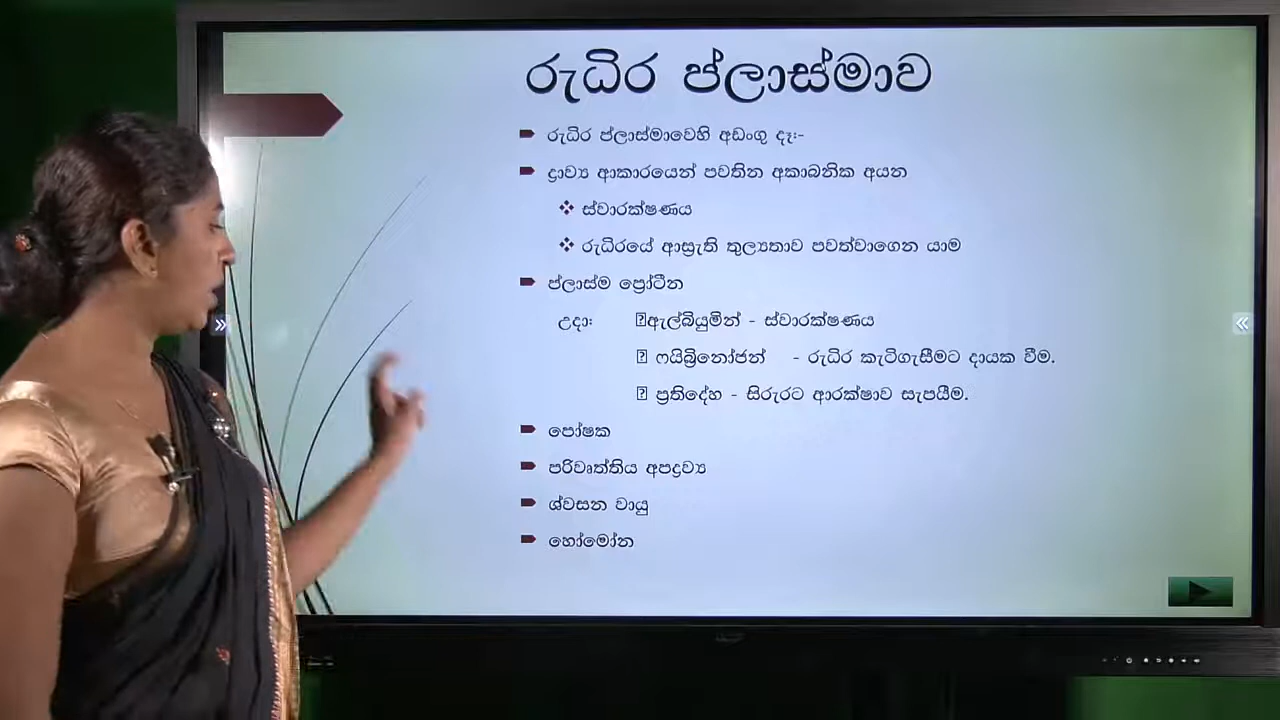 රුධිර ප්ලාස්මාව
රුධිර ප්ලාස්මාවෙහි අඩංගු දෑ:-
ද්‍රාව්‍ය ආකාරයෙන් පවතින අකාබනික අයන
ස්වාරක්ෂණය
රුධිරයේ ආස්‍රැති තුල්‍යතාව පවත්වාගෙන යාම
ප්ලාස්ම ප්‍රෝටීන
උදා: ඇල්බියුමින් - ස්වාරක්ෂණය
ෆයිබ්‍රිනෝජන් - රුධිර කැටිගැසීමට දායක වීම.
ප්‍රතිදේහ - සිරුරට ආරක්ෂාව සැපයීම.
පෝෂක
පරිවෘත්තිය අපද්‍රව්‍ය
ශ්වසන වායු
හෝමෝන